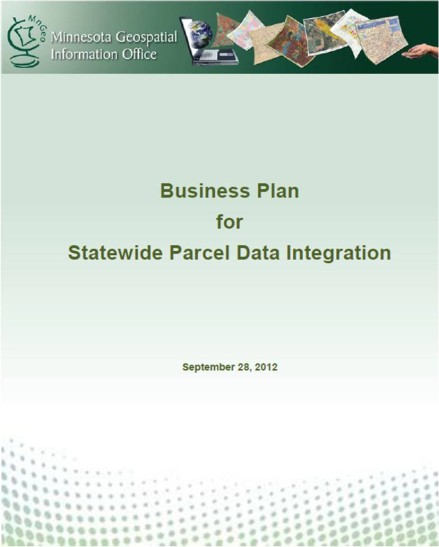 MnGeo
Minnesota Geospatial
Information Office
Business Plan
for
Statewide Parcel Data Integration
September 28, 2012